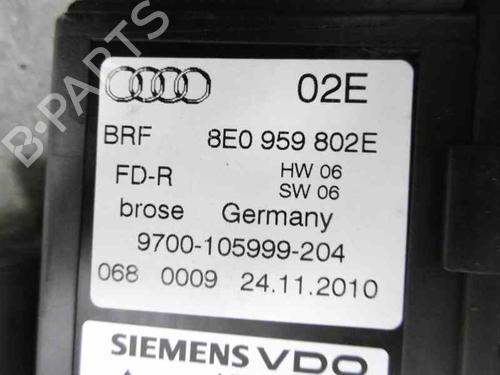 02E
BRF 8E0 959 802E
FD-R HW 06
SW 06
brose Germany
9700-105999-204
068 0009 24.11.2010
SIEMENS VDO
B-PARTS